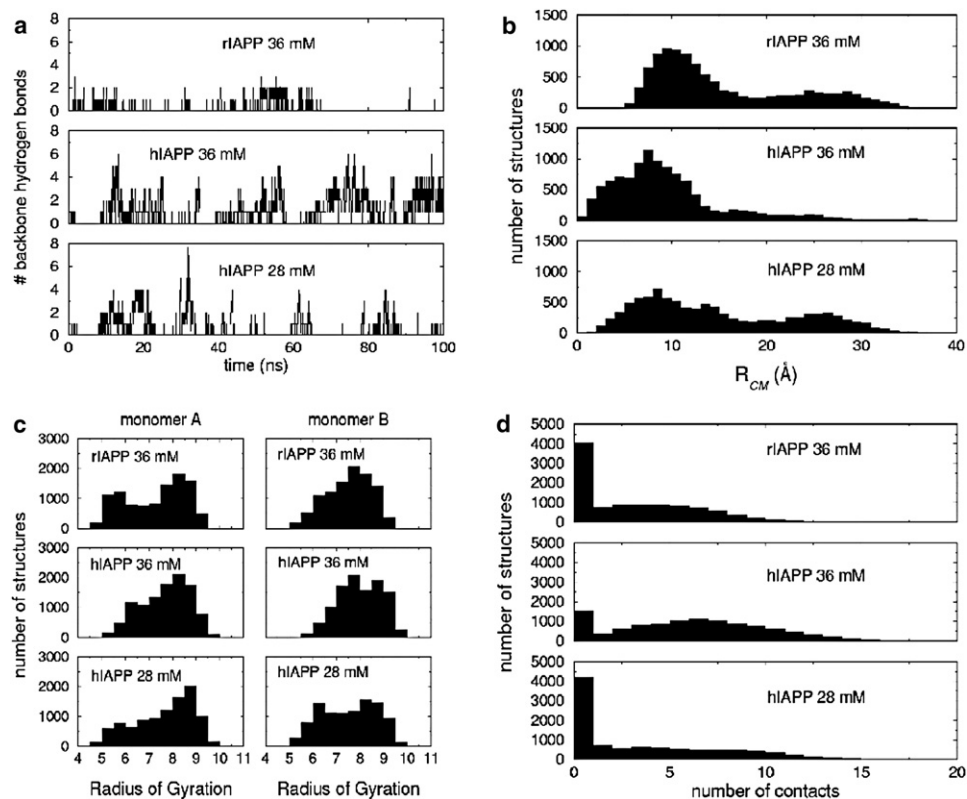 a
# backbone hydrogen bonds
8
6
4
2
0
rIAPP 36 mM
8
6
4
2
0
hIAPP 36 mM
8
6
4
2
0
hIAPP 28 mM
0 20 40 60 80 100
time (ns)
b
number of structures
1500
1000
500
0
rIAPP 36 mM
1500
1000
500
0
hIAPP 36 mM
1500
1000
500
0
hIAPP 28 mM
0 10 20 30 40
R_CM (Å)
c
monomer A monomer B
number of structures
3000
2000
1000
0
rIAPP 36 mM rIAPP 36 mM
3000
2000
1000
0
hIAPP 36 mM hIAPP 36 mM
3000
2000
1000
0
hIAPP 28 mM hIAPP 28 mM
4 5 6 7 8 9 10 11 4 5 6 7 8 9 10 11
Radius of Gyration Radius of Gyration
d
number of structures
5000
4000
3000
2000
1000
0
rIAPP 36 mM
5000
4000
3000
2000
1000
0
hIAPP 36 mM
5000
4000
3000
2000
1000
0
hIAPP 28 mM
0 5 10 15 20
number of contacts